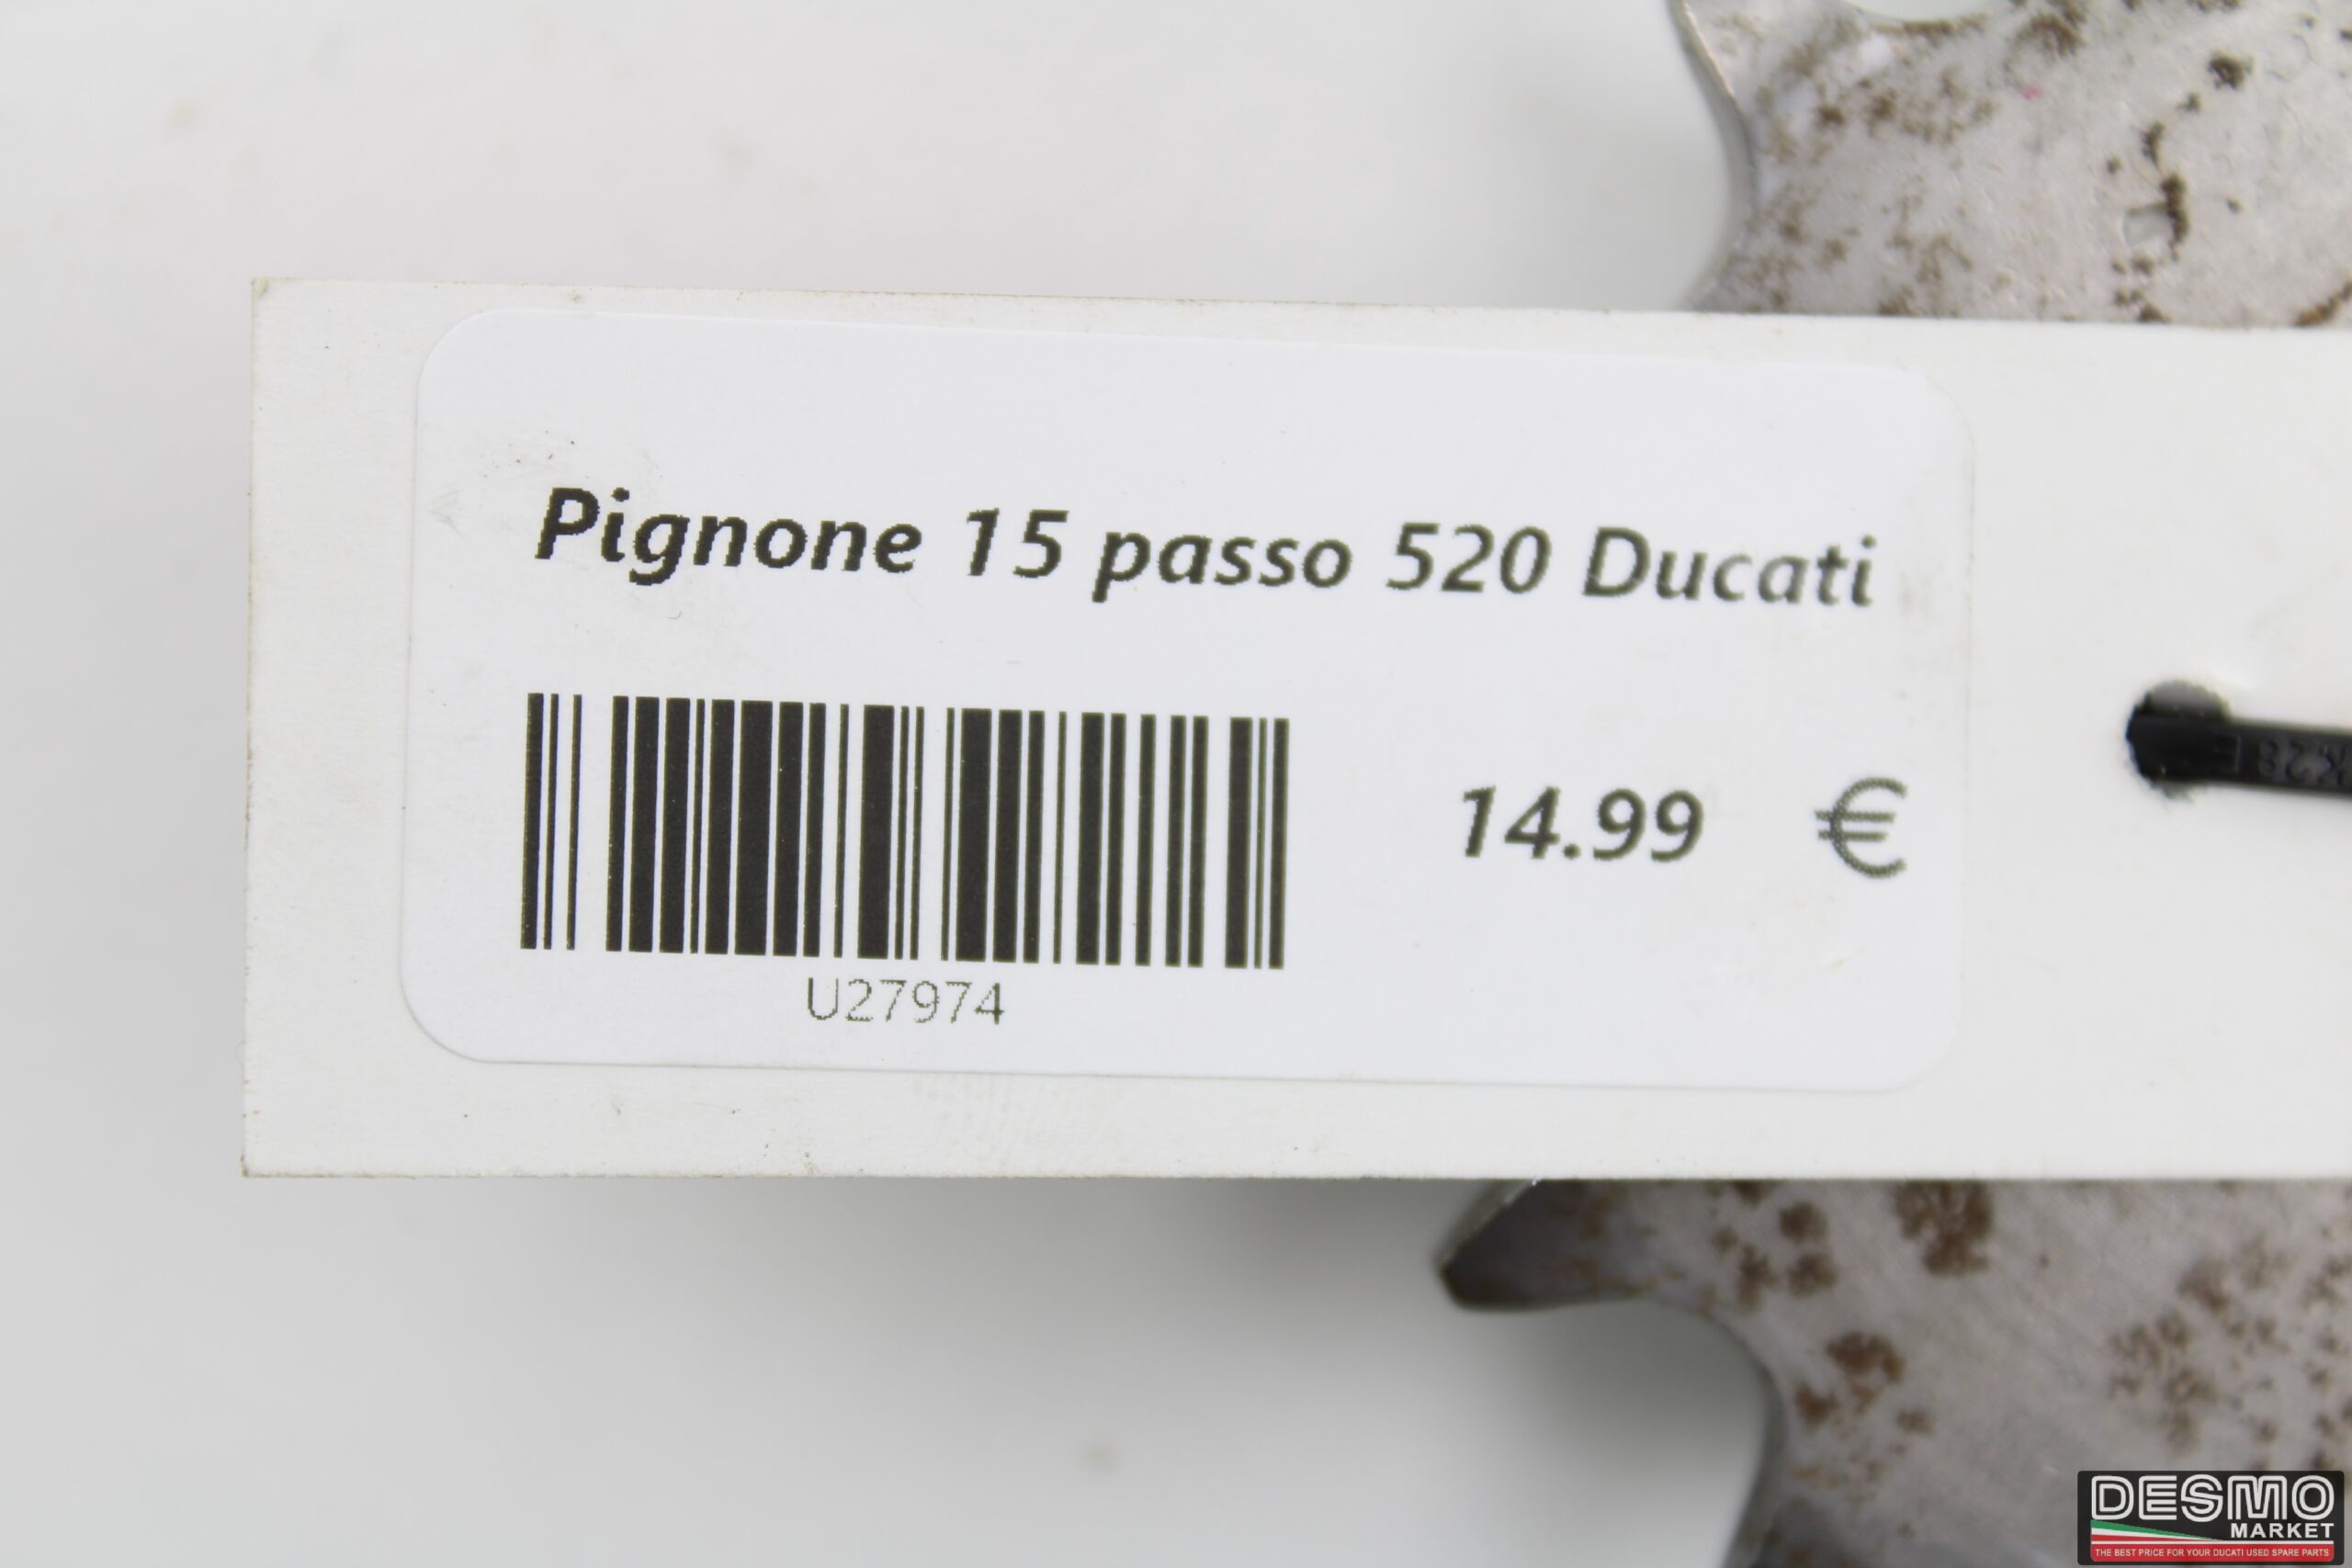 Pignone 15 passo 520 Ducati
14.99 €
U27974
DESMO
MARKET
THE BEST PRICE FOR YOUR DUCATI USED SPARE PARTS